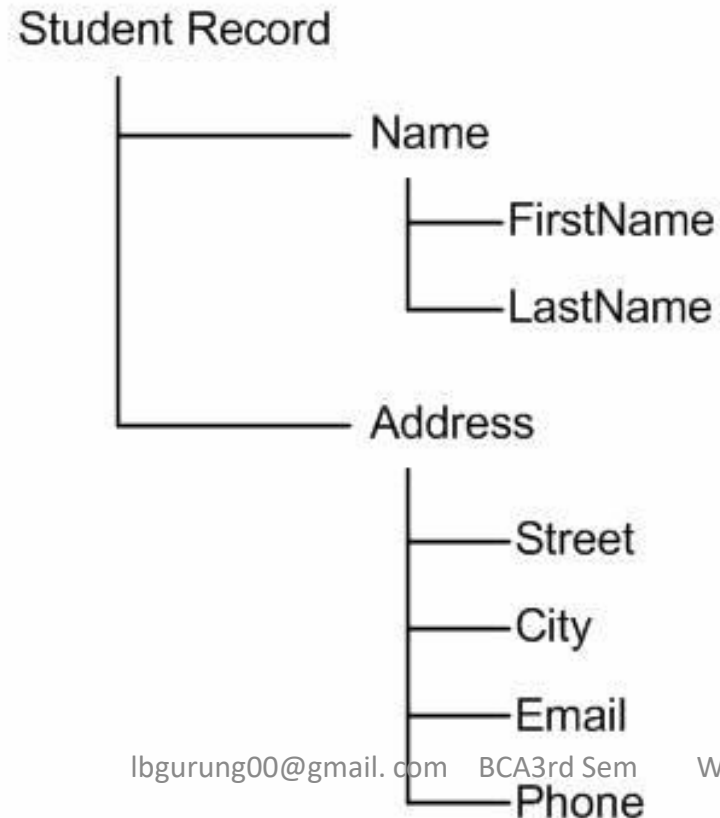 Student Record
Name
FirstName
LastName
Address
Street
City
Email
lbgurung00@gmail. com BCA3rd Sem W
Phone